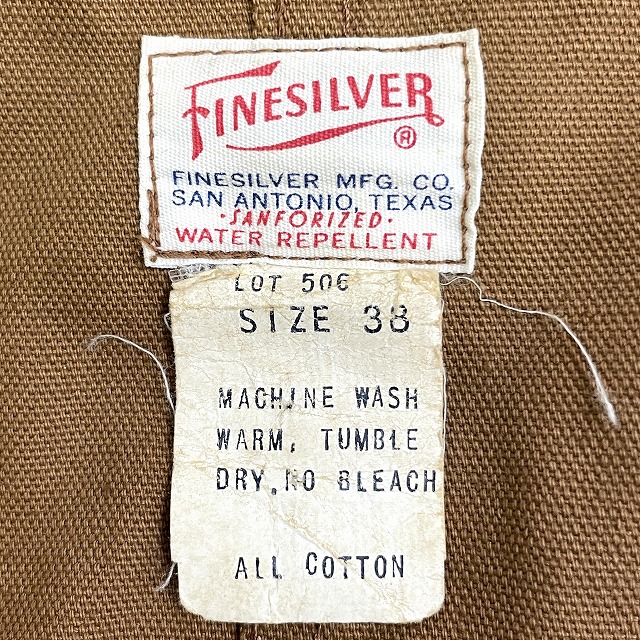 FINESILVER
®
FINESILVER MFG. CO.
SAN ANTONIO, TEXAS
·SANFORIZED·
WATER REPELLENT
LOT 506
SIZE 38
MACHINE WASH
WARM, TUMBLE
DRY, NO BLEACH
ALL COTTON